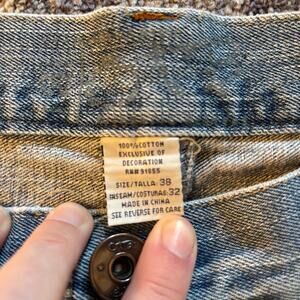 100% COTTON
EXCLUSIVE OF
DECORATION
RN# 91855
SIZE/TALLA: 38
INSEAM/COSTURAS: 32
MADE IN CHINA
SEE REVERSE FOR CARE